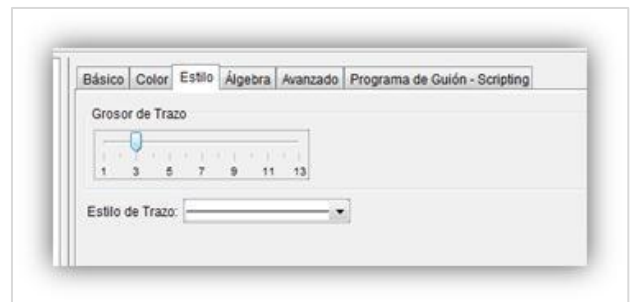 Básico Color Estilo Álgebra Avanzado Programa de Guión - Scripting
Grosor de Trazo
1 3 5 7 9 11 13
Estilo de Trazo: